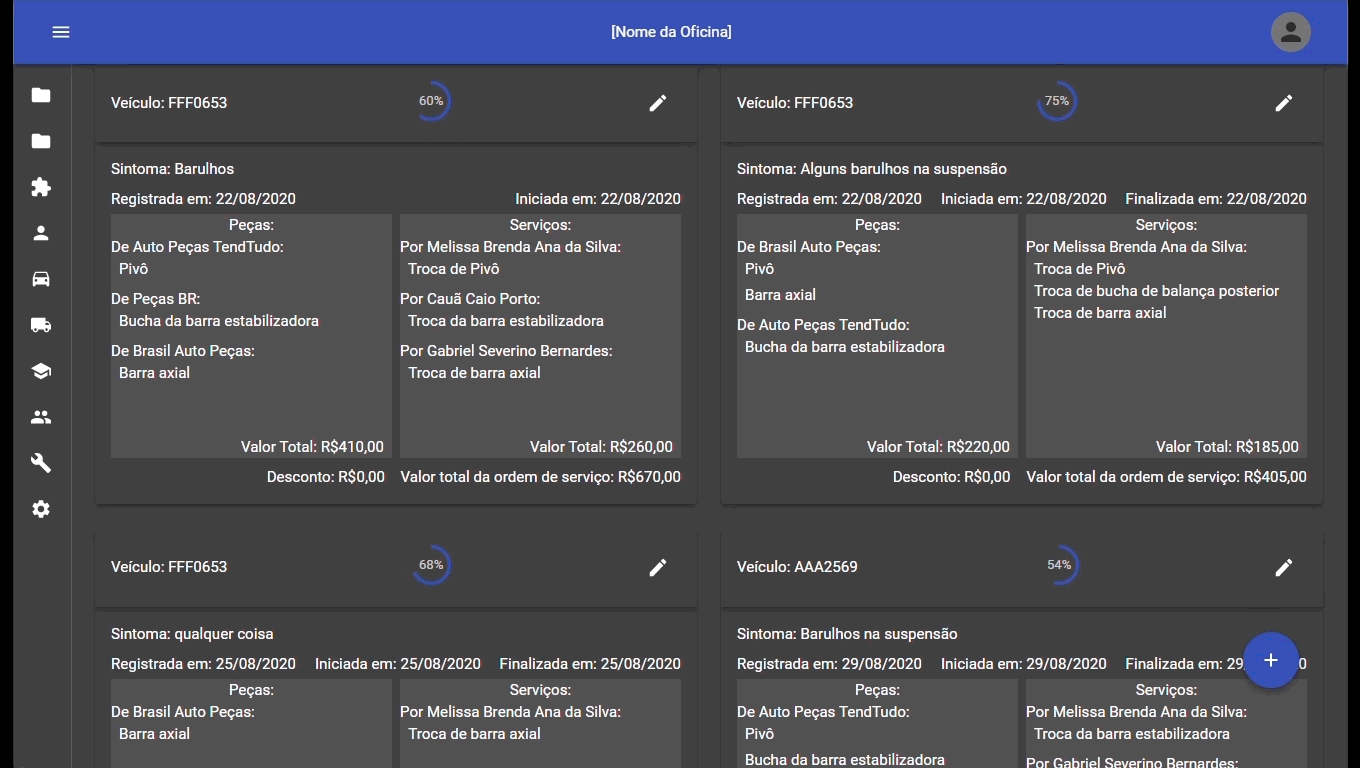 [Nome da Oficina]
Veículo: FFF0653
60%
Sintoma: Barulhos
Registrada em: 22/08/2020 Iniciada em: 22/08/2020
Peças:
De Auto Peças TendTudo:
Pivô
De Peças BR:
Bucha da barra estabilizadora
De Brasil Auto Peças:
Barra axial
Valor Total: R$410,00
Serviços:
Por Melissa Brenda Ana da Silva:
Troca de Pivô
Por Cauã Caio Porto:
Troca da barra estabilizadora
Por Gabriel Severino Bernardes:
Troca de barra axial
Valor Total: R$260,00
Desconto: R$0,00 Valor total da ordem de serviço: R$670,00
Veículo: FFF0653
75%
Sintoma: Alguns barulhos na suspensão
Registrada em: 22/08/2020 Iniciada em: 22/08/2020 Finalizada em: 22/08/2020
Peças:
De Brasil Auto Peças:
Pivô
Barra axial
De Auto Peças TendTudo:
Bucha da barra estabilizadora
Valor Total: R$220,00
Serviços:
Por Melissa Brenda Ana da Silva:
Troca de Pivô
Troca de bucha de balança posterior
Troca de barra axial
Valor Total: R$185,00
Desconto: R$0,00 Valor total da ordem de serviço: R$405,00
Veículo: FFF0653
68%
Sintoma: qualquer coisa
Registrada em: 25/08/2020 Iniciada em: 25/08/2020 Finalizada em: 25/08/2020
Peças:
De Brasil Auto Peças:
Barra axial
Serviços:
Por Melissa Brenda Ana da Silva:
Troca de barra axial
Veículo: AAA2569
54%
Sintoma: Barulhos na suspensão
Registrada em: 29/08/2020 Iniciada em: 29/08/2020 Finalizada em: 29
Peças:
De Auto Peças TendTudo:
Pivô
Bucha da barra estabilizadora
Serviços:
Por Melissa Brenda Ana da Silva:
Troca da barra estabilizadora
Por Gabriel Severino Bernardes: